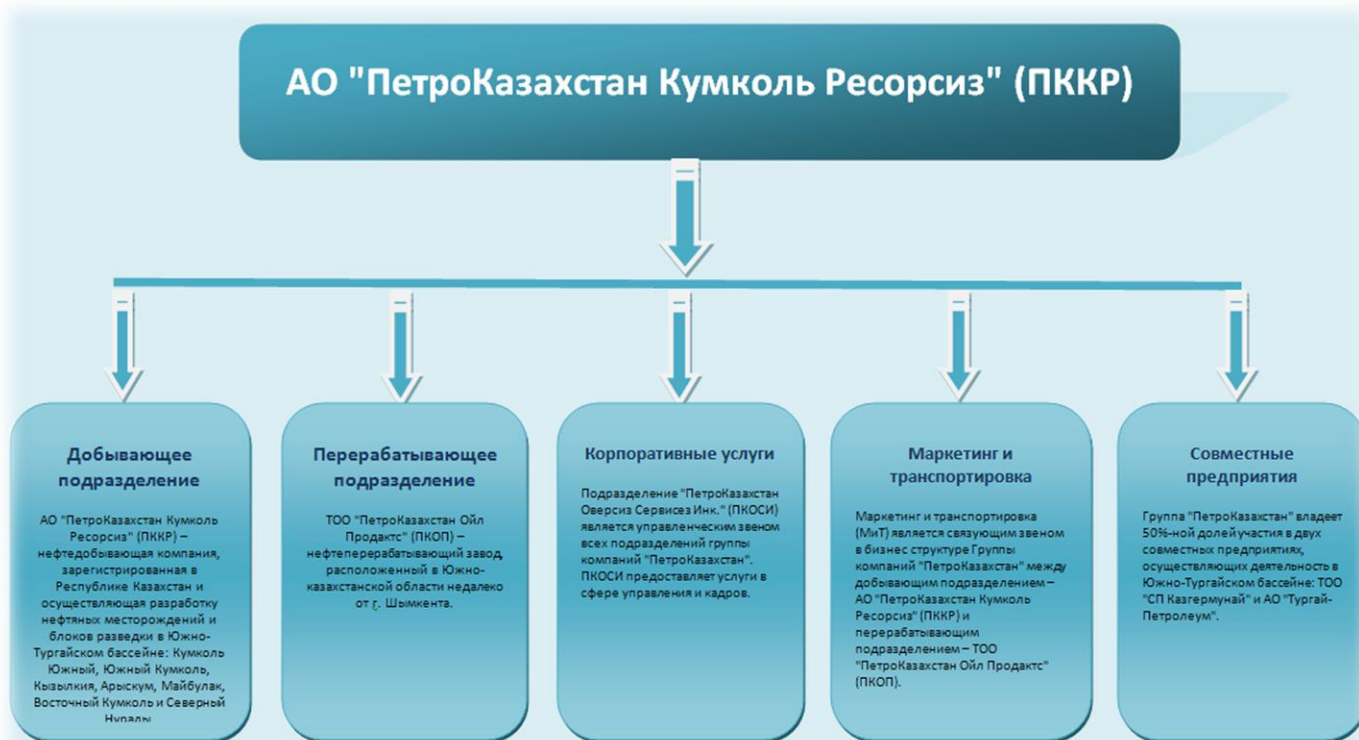 АО "ПетроКазахстан Кумколь Ресорсиз" (ПККР)
Добывающее
подразделение
АО "ПетроКазахстан Кумколь
Ресорсиз" (ПККР) –
нефтедобывающая компания,
зарегистрированная в
Республике Казахстан и
осуществляющая разработку
нефтяных месторождений и
блоков разведки в Южно-
Тургайском бассейне: Кумколь
Южный, Южный Кумколь,
Кызылкия, Арыскум, Майбулак,
Восточный Кумколь и Северный
Нуралы
Перерабатывающее
подразделение
ТОО "ПетроКазахстан Ойл
Продактс" (ПКОП) –
нефтеперерабатывающий завод,
расположенный в Южно-
казахстанской области недалеко
от г. Шымкента.
Корпоративные услуги
Подразделение "ПетроКазахстан
Оверсиз Сервисез Инк." (ПКОСИ)
является управленческим звеном
всех подразделений группы
компаний "ПетроКазахстан".
ПКОСИ предоставляет услуги в
сфере управления и кадров.
Маркетинг и
транспортировка
Маркетинг и транспортировка
(МиТ) является связующим звеном
в бизнес структуре Группы
компаний "ПетроКазахстан" между
добывающим подразделением –
АО "ПетроКазахстан Кумколь
Ресорсиз" (ПККР) и
перерабатывающим
подразделением – ТОО
"ПетроКазахстан Ойл Продактс"
(ПКОП).
Совместные
предприятия
Группа "ПетроКазахстан" владеет
50%-ной долей участия в двух
совместных предприятиях,
осуществляющих деятельность в
Южно-Тургайском бассейне: ТОО
"СП Казгермунай" и АО "Тургай-
Петролеум".